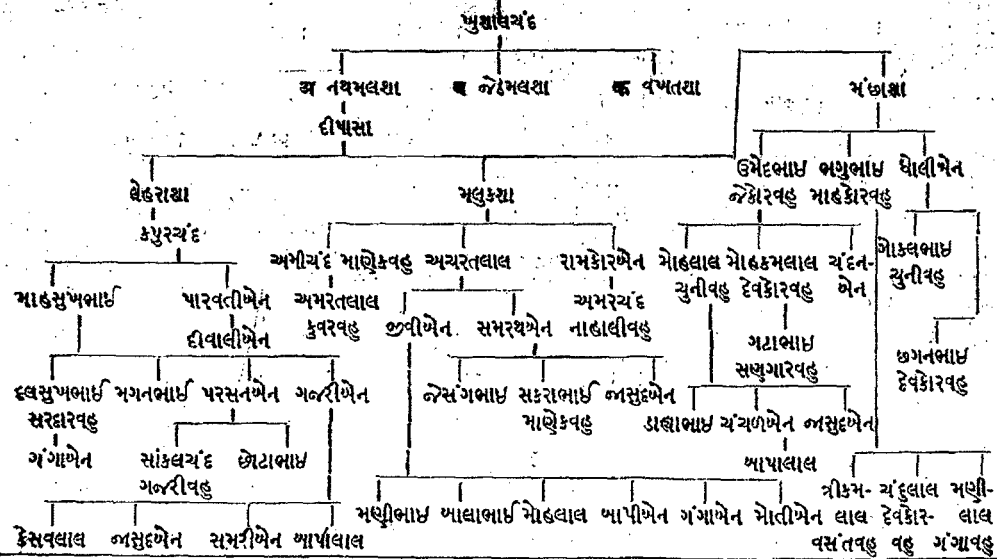 ખુશાલચંદ
अ નથમલશા ब જેઠમલશા क વખતશા મંછાશા
દીપાસા
ઉમેદભાઇ ભગુભાઇ ધોલીબેન
લેહરાશા મલુકશા જેકોરવહુ માહકોરવહુ
કપુરચંદ
ગોકલભાઇ
અમીચંદ માણેકવહુ અચરતલાલ રામકોરબેન મોહલાલ મોહકમલાલ ચંદન-
ચુનીવહુ
માહસુખભાઈ પારવતીબેન અમરતલાલ અમરચંદ ચુનીવહુ દેવકોરવહુ બેન
કુવરવહુ જીવીબેન સમરથબેન નાહાલીવહુ
દીવાલીબેન ગટાભાઇ
છગનભાઇ
સણગારવહુ
દેવકોરવહુ
દલસુખભાઈ મગનભાઈ પરસનબેન ગજરીબેન જેસંગભાઈ સકરાભાઈ જાસુદબેન
સરદારવહુ માણેકવહુ ડાહ્યાભાઇ ચંચળબેન જાસુદબેન
ગંગાબેન સાંકલચંદ છોટાભાઇ બાપાલાલ
ગજરીવહુ
ત્રીકમ- ચંદુલાલ મણી-
મણીભાઇ બાલાભાઇ મોહલાલ બાપીબેન ગંગાબેન મોતીબેન લાલ દેવકોર- લાલ
કેસવલાલ જાસુદબેન સમરીબેન બાપાલાલ વસંતવહુ વહુ ગંગાવહુ